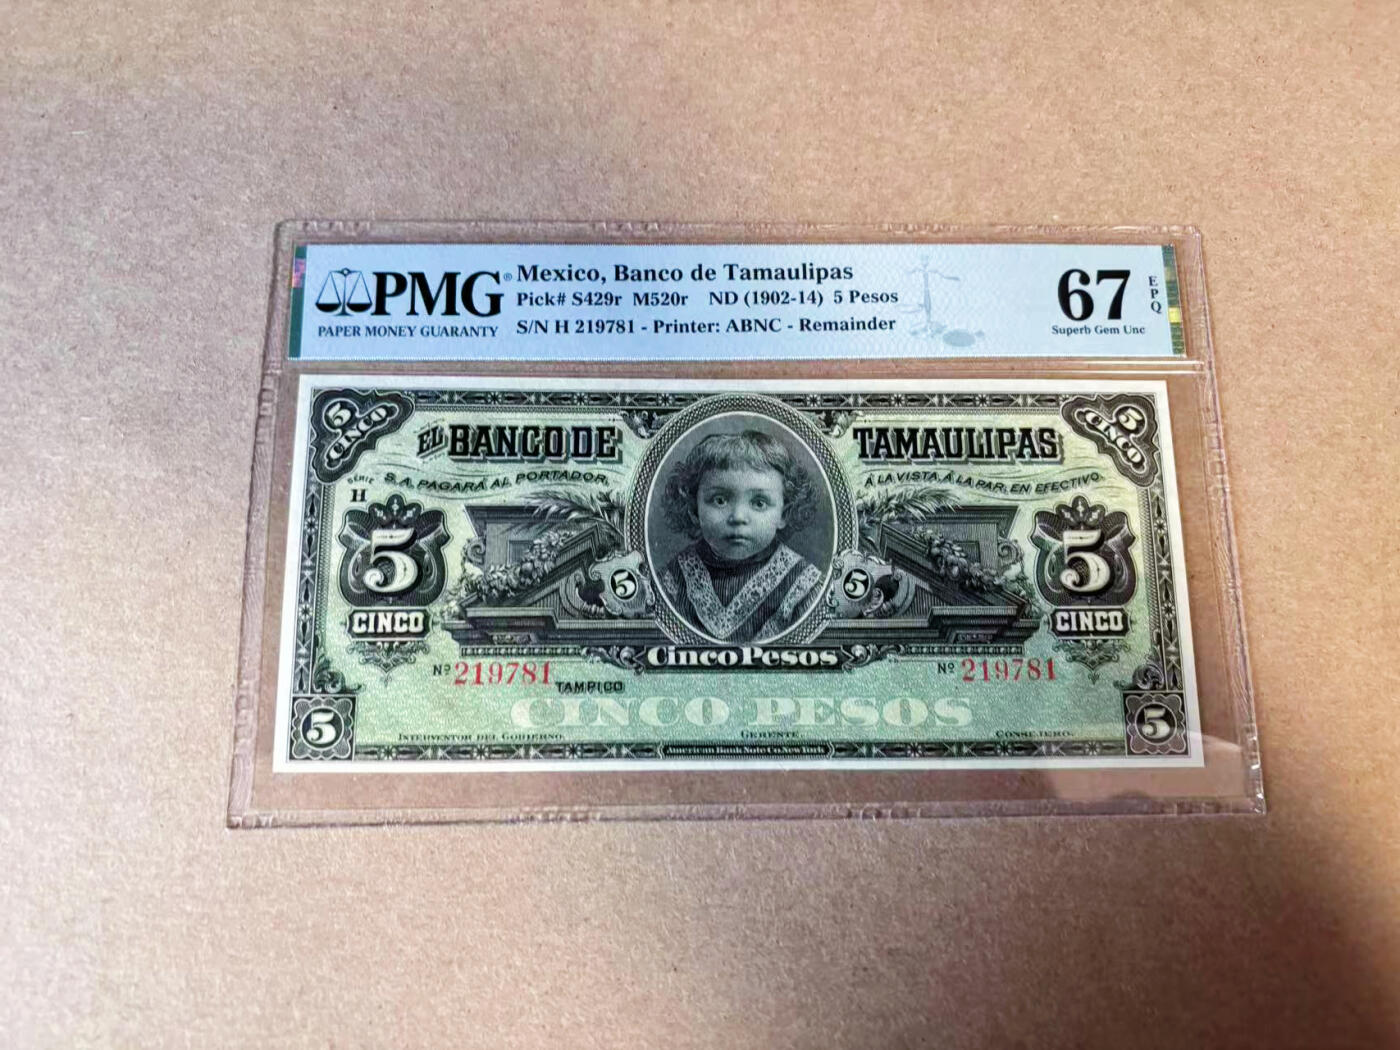 PMG®
PAPER MONEY GUARANTY
Mexico, Banco de Tamaulipas
Pick# S429r M520r ND (1902-14) 5 Pesos
S/N H 219781 - Printer: ABNC - Remainder
67
EPQ
Superb Gem Unc
5
CINCO
EL BANCO DE TAMAULIPAS
5
CINCO
SERIE
H
S.A. PAGARÁ AL PORTADOR,
Á LA VISTA, Á LA PAR, EN EFECTIVO.
5
CINCO
5
5
5
CINCO
CINCO PESOS
Nº 219781
TAMPICO
Nº 219781
CINCO PESOS
5
5
INTERVENTOR DEL GOBIERNO.
GERENTE.
CONSEJERO.
American Bank Note Co. New York